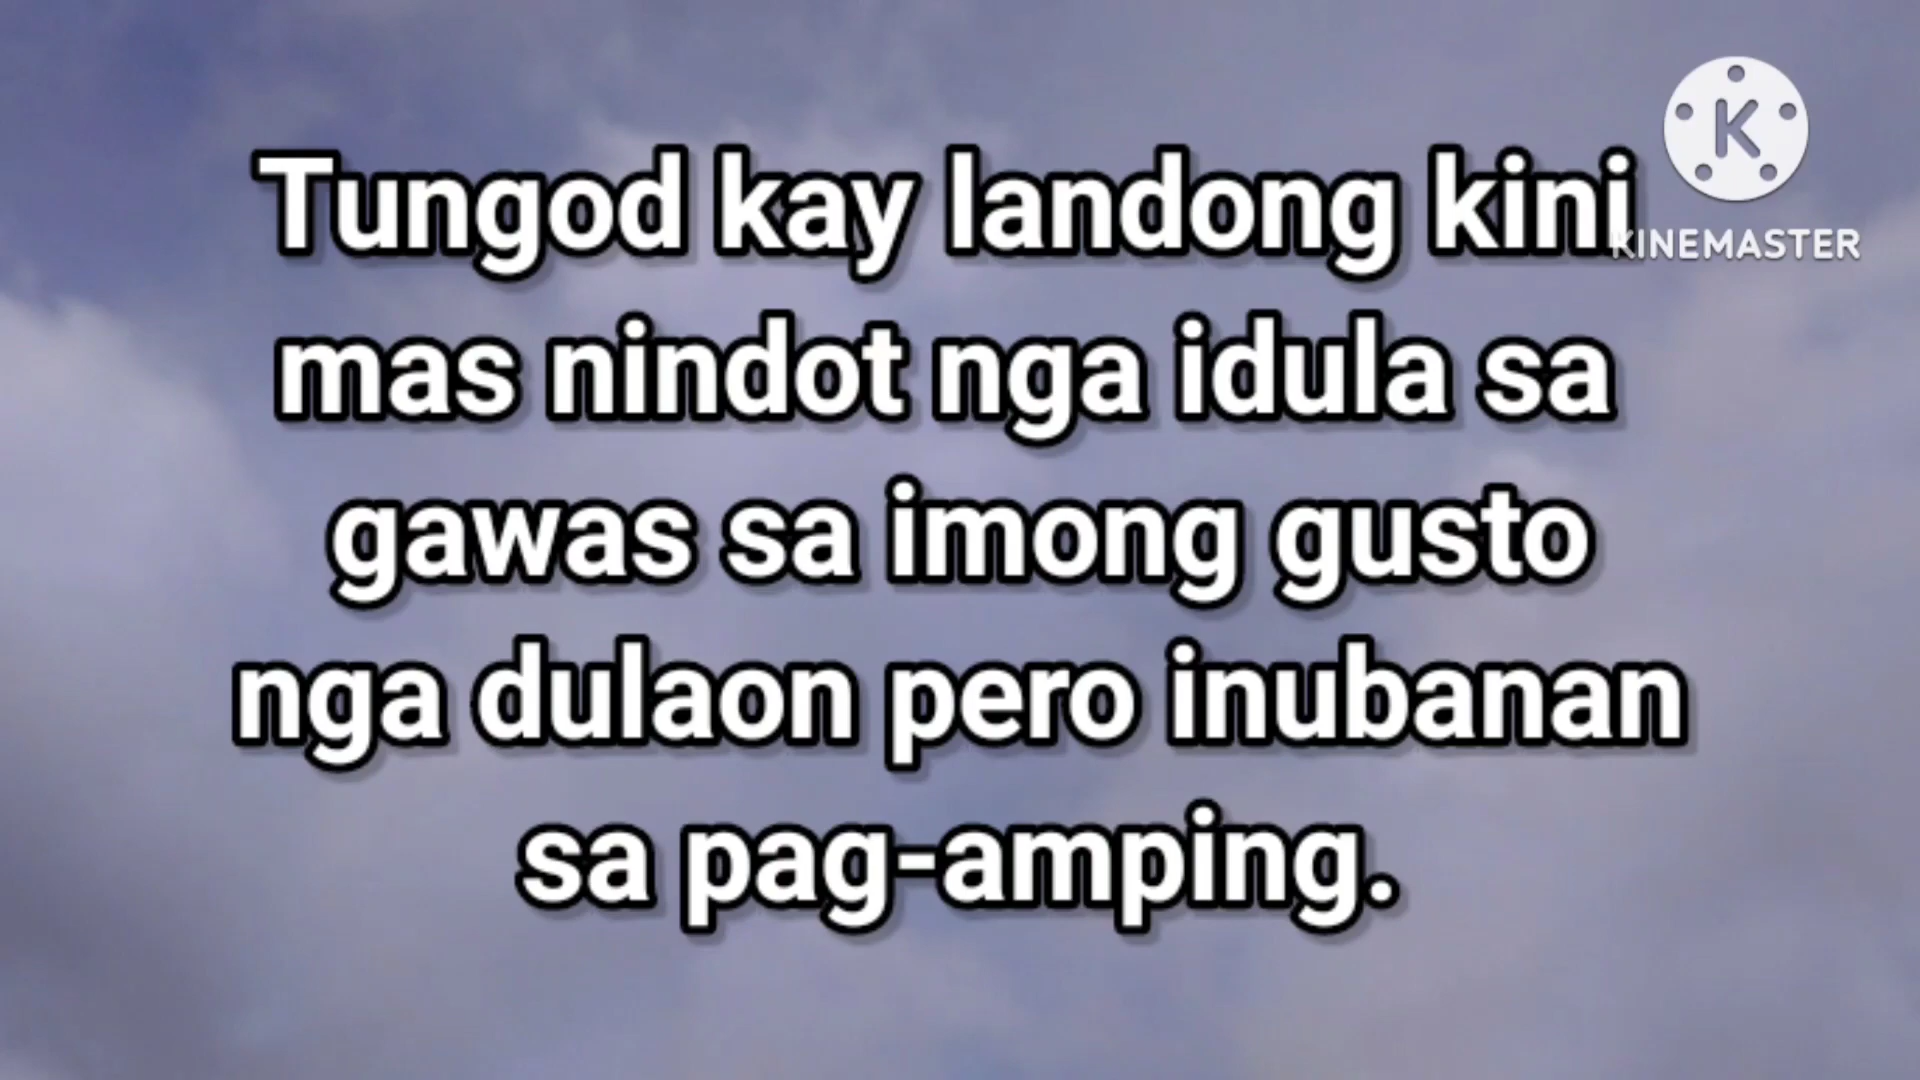 Tungod kay landong kini
mas nindot nga idula sa
gawas sa imong gusto
nga dulaon pero inubanan
sa pag-amping.
K
KINEMASTER